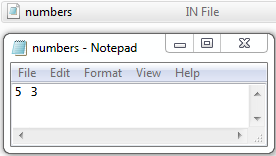 numbers IN File
numbers - Notepad
File Edit Format View Help
5 3